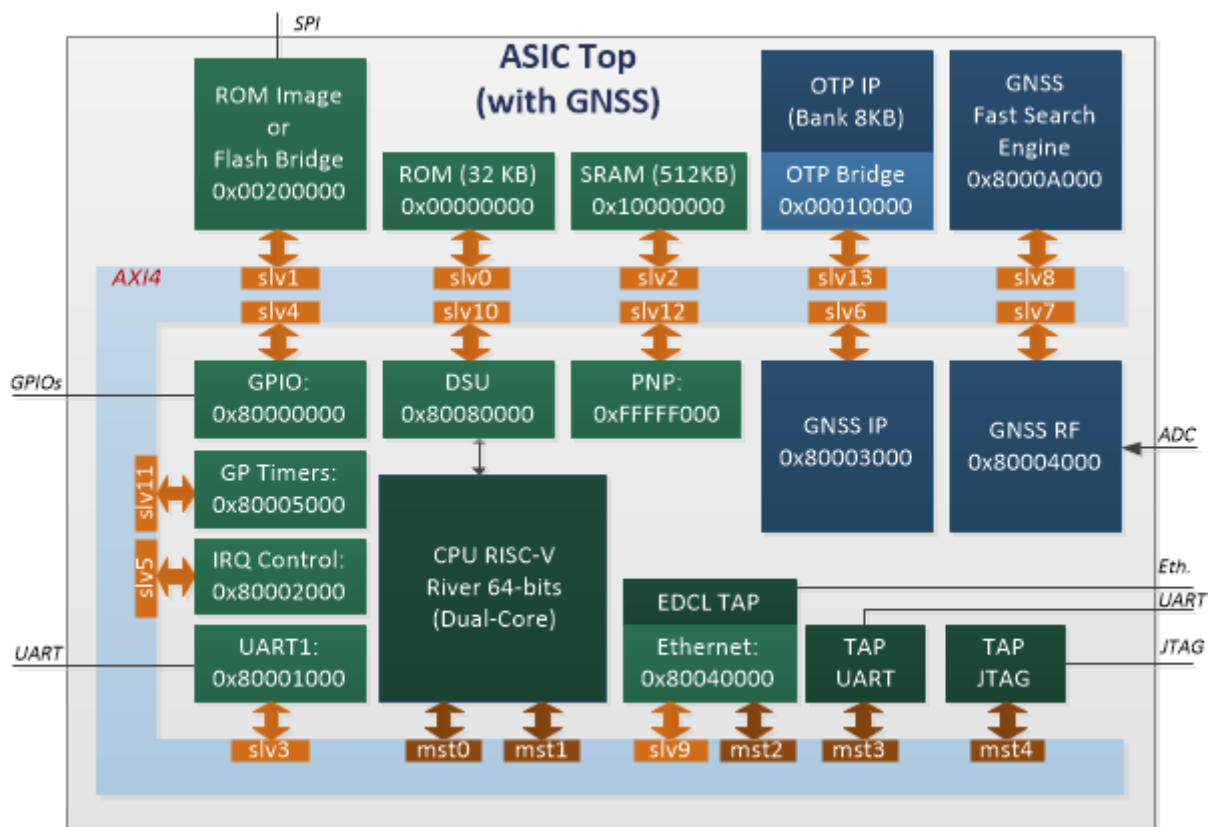 SPI
ASIC Top
(with GNSS)
ROM Image
or
Flash Bridge
0x00200000
ROM (32 KB)
0x00000000
SRAM (512KB)
0x10000000
OTP IP
(Bank 8KB)
OTP Bridge
0x00010000
GNSS
Fast Search
Engine
0x8000A000
AXI4
slv1
slv0
slv2
slv13
slv8
slv4
slv10
slv12
slv6
slv7
GPIOs
GPIO:
0x80000000
DSU
0x80080000
PNP:
0xFFFFF000
GNSS IP
0x80003000
GNSS RF
0x80004000
ADC
slv11
GP Timers:
0x80005000
slv5
IRQ Control:
0x80002000
CPU RISC-V
River 64-bits
(Dual-Core)
UART
UART1:
0x80001000
EDCL TAP
Ethernet:
0x80040000
TAP
UART
TAP
JTAG
Eth.
UART
JTAG
slv3
mst0
mst1
slv9
mst2
mst3
mst4